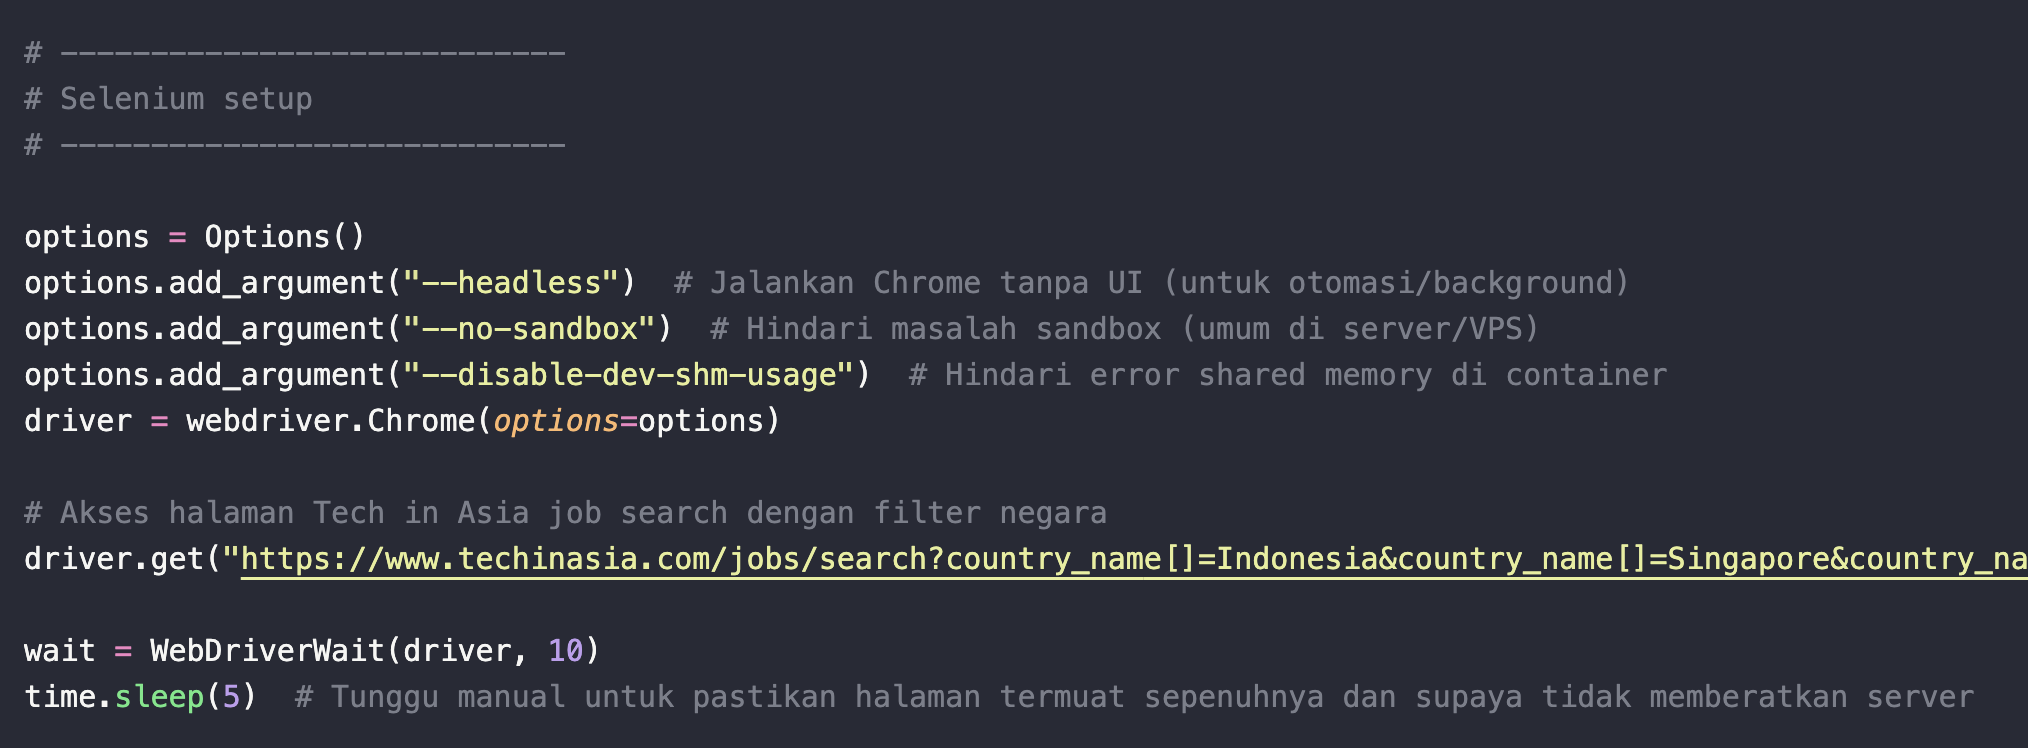 # ----------------------------
# Selenium setup
# ----------------------------
options = Options()
options.add_argument("--headless")  # Jalankan Chrome tanpa UI (untuk otomasi/background)
options.add_argument("--no-sandbox")  # Hindari masalah sandbox (umum di server/VPS)
options.add_argument("--disable-dev-shm-usage")  # Hindari error shared memory di container
driver = webdriver.Chrome(options=options)
# Akses halaman Tech in Asia job search dengan filter negara
driver.get("https://www.techinasia.com/jobs/search?country_name[]=Indonesia&country_name[]=Singapore&country_na
wait = WebDriverWait(driver, 10)
time.sleep(5)  # Tunggu manual untuk pastikan halaman termuat sepenuhnya dan supaya tidak memberatkan server